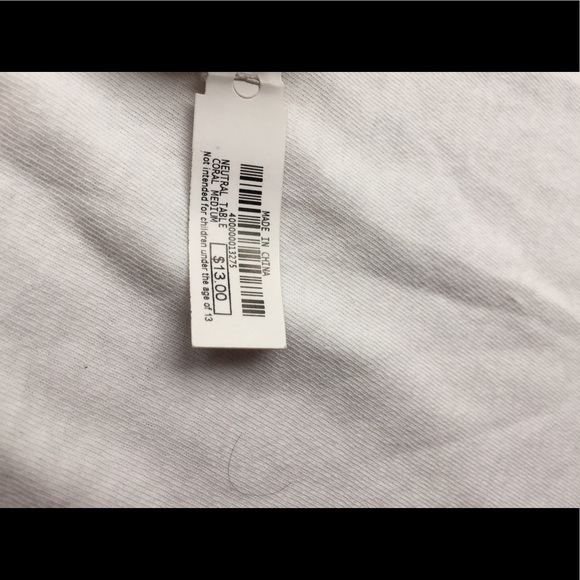 MADE IN CHINA
400000013275
NEUTRAL TABLE
CORAL MEDIUM
$13.00
Not intended for children under the age of 13